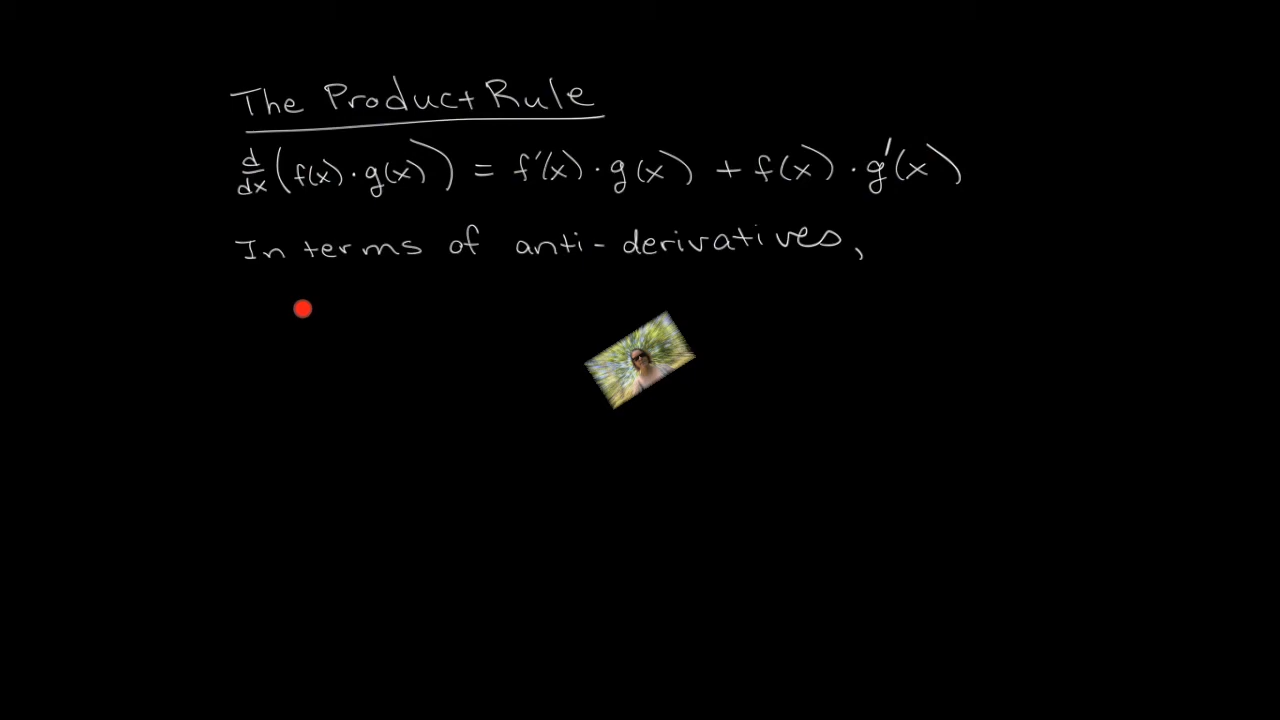 The Product Rule
d/dx (f(x) · g(x)) = f'(x) · g(x) + f(x) · g'(x)
In terms of anti-derivatives,